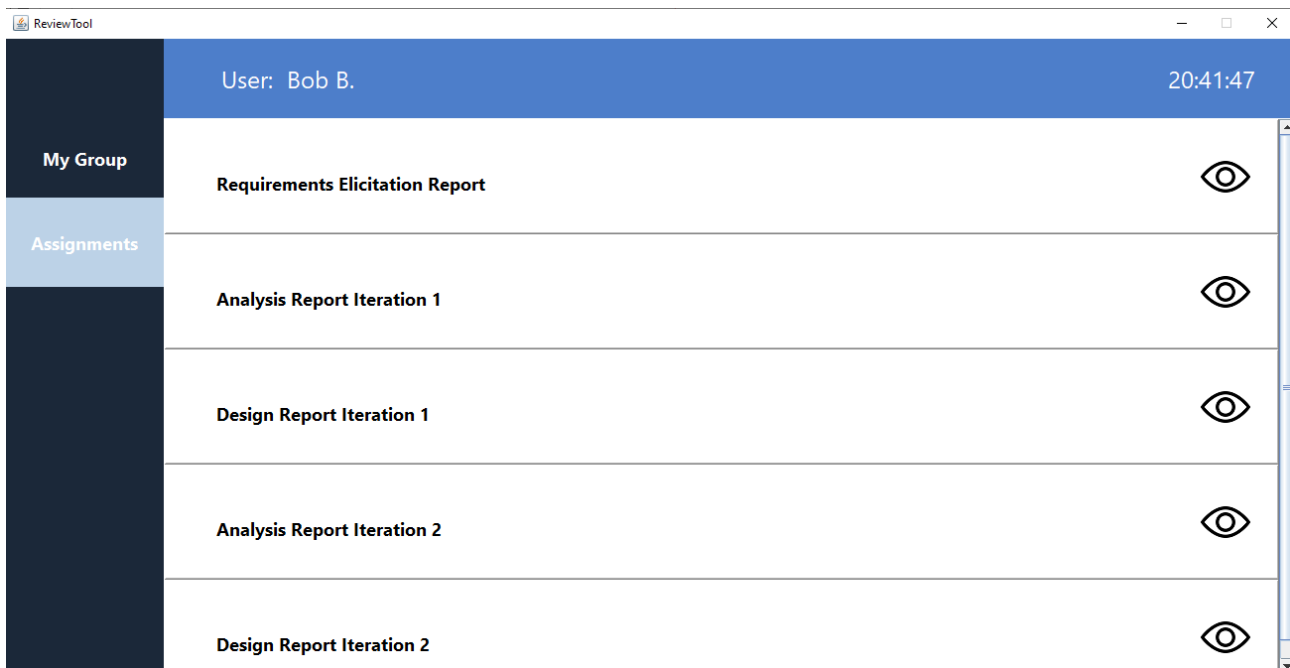 ReviewTool
User: Bob B.
20:41:47
My Group
Assignments
Requirements Elicitation Report
Analysis Report Iteration 1
Design Report Iteration 1
Analysis Report Iteration 2
Design Report Iteration 2